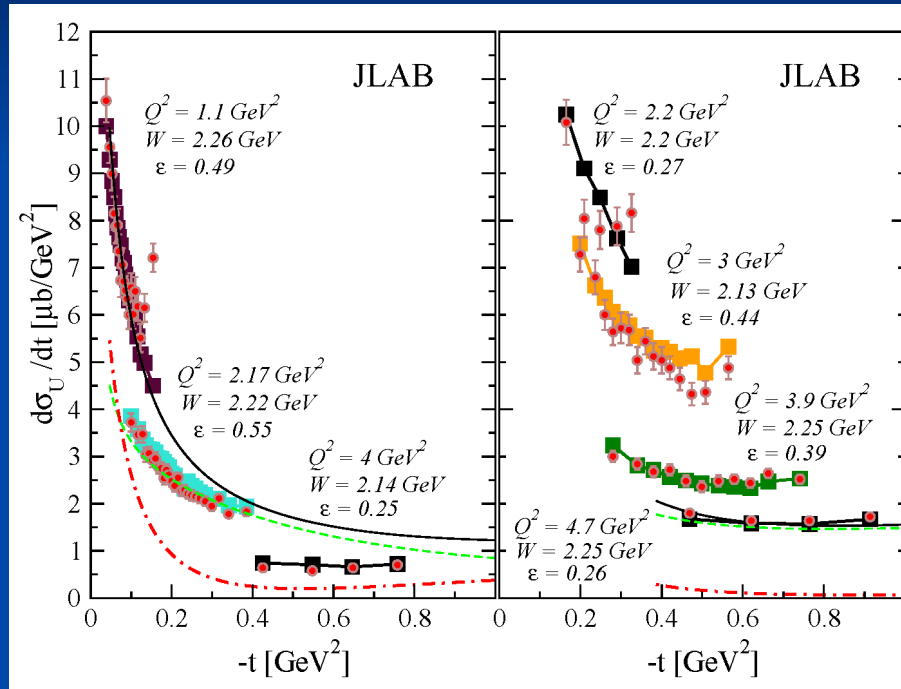 JLAB
Q² = 1.1 GeV²
W = 2.26 GeV
ε = 0.49
Q² = 2.17 GeV²
W = 2.22 GeV
ε = 0.55
Q² = 4 GeV²
W = 2.14 GeV
ε = 0.25
dσ_U/dt [μb/GeV²]
12
11
10
9
8
7
6
5
4
3
2
1
0
0 0.2 0.4 0.6 0.8
-t [GeV²]
JLAB
Q² = 2.2 GeV²
W = 2.2 GeV
ε = 0.27
Q² = 3 GeV²
W = 2.13 GeV
ε = 0.44
Q² = 3.9 GeV²
W = 2.25 GeV
ε = 0.39
Q² = 4.7 GeV²
W = 2.25 GeV
ε = 0.26
0 0.2 0.4 0.6 0.8
-t [GeV²]